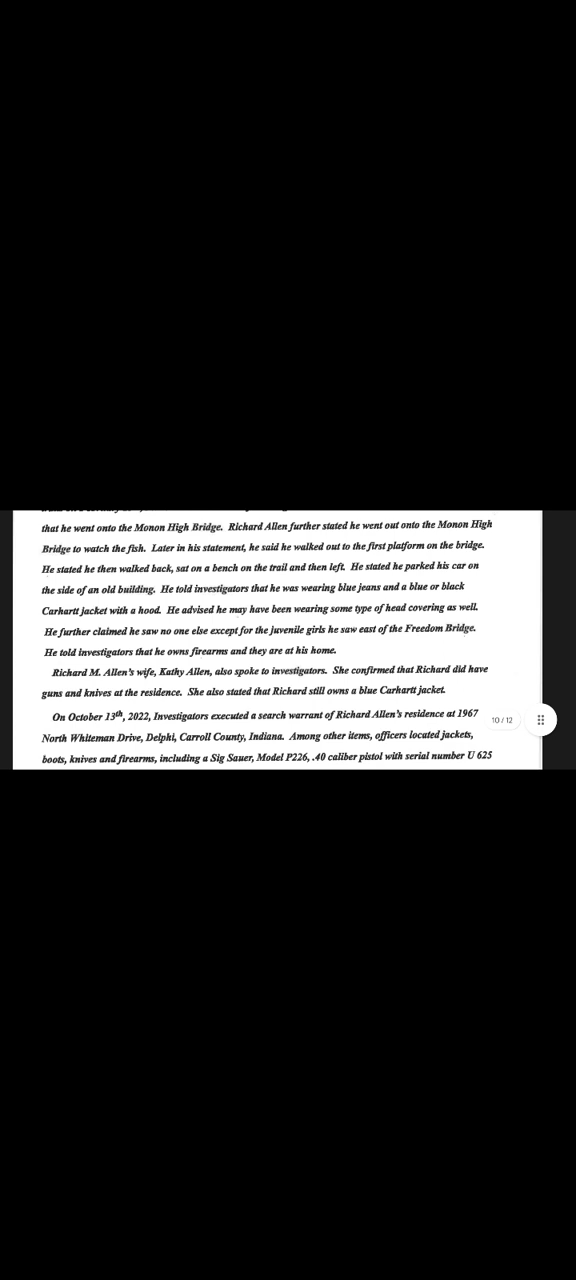 that he went onto the Monon High Bridge. Richard Allen further stated he went out onto the Monon High
Bridge to watch the fish. Later in his statement, he said he walked out to the first platform on the bridge.
He stated he then walked back, sat on a bench on the trail and then left. He stated he parked his car on
the side of an old building. He told investigators that he was wearing blue jeans and a blue or black
Carhartt jacket with a hood. He advised he may have been wearing some type of head covering as well.
He further claimed he saw no one else except for the juvenile girls he saw east of the Freedom Bridge.
He told investigators that he owns firearms and they are at his home.
Richard M. Allen's wife, Kathy Allen, also spoke to investigators. She confirmed that Richard did have
guns and knives at the residence. She also stated that Richard still owns a blue Carhartt jacket.
On October 13th, 2022, Investigators executed a search warrant of Richard Allen's residence at 1967
10 / 12
North Whiteman Drive, Delphi, Carroll County, Indiana. Among other items, officers located jackets,
boots, knives and firearms, including a Sig Sauer, Model P226, .40 caliber pistol with serial number U 625